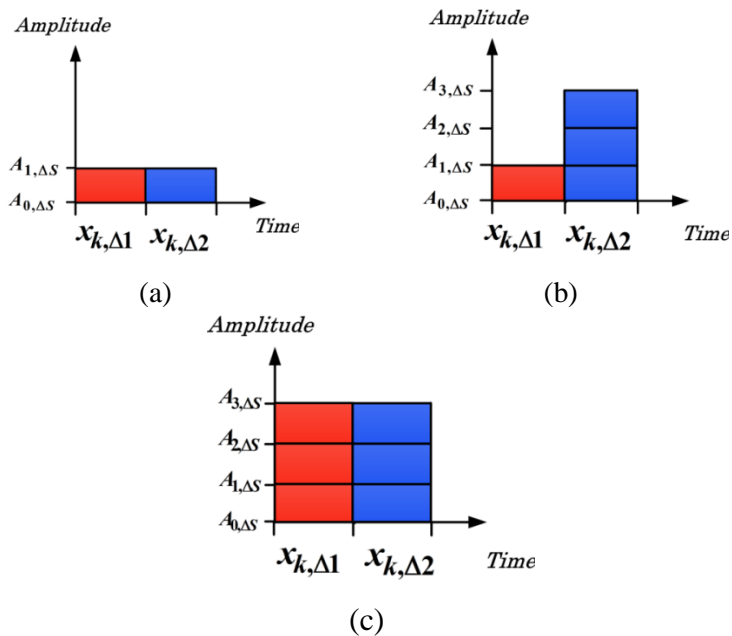 Amplitude
A1,ΔS
A0,ΔS
xk,Δ1 xk,Δ2
Time
(a)
Amplitude
A3,ΔS
A2,ΔS
A1,ΔS
A0,ΔS
xk,Δ1 xk,Δ2
Time
(b)
Amplitude
A3,ΔS
A2,ΔS
A1,ΔS
A0,ΔS
xk,Δ1 xk,Δ2
Time
(c)